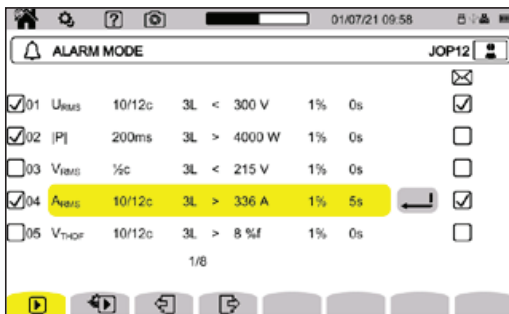 01/07/21 09:58
ALARM MODE JOP12
01 URMS 10/12c 3L < 300 V 1% 0s
02 |P| 200ms 3L > 4000 W 1% 0s
03 VRMS ½c 3L < 215 V 1% 0s
04 ARMS 10/12c 3L > 336 A 1% 5s
05 VTHDF 10/12c 3L > 8 %f 1% 0s
1/8